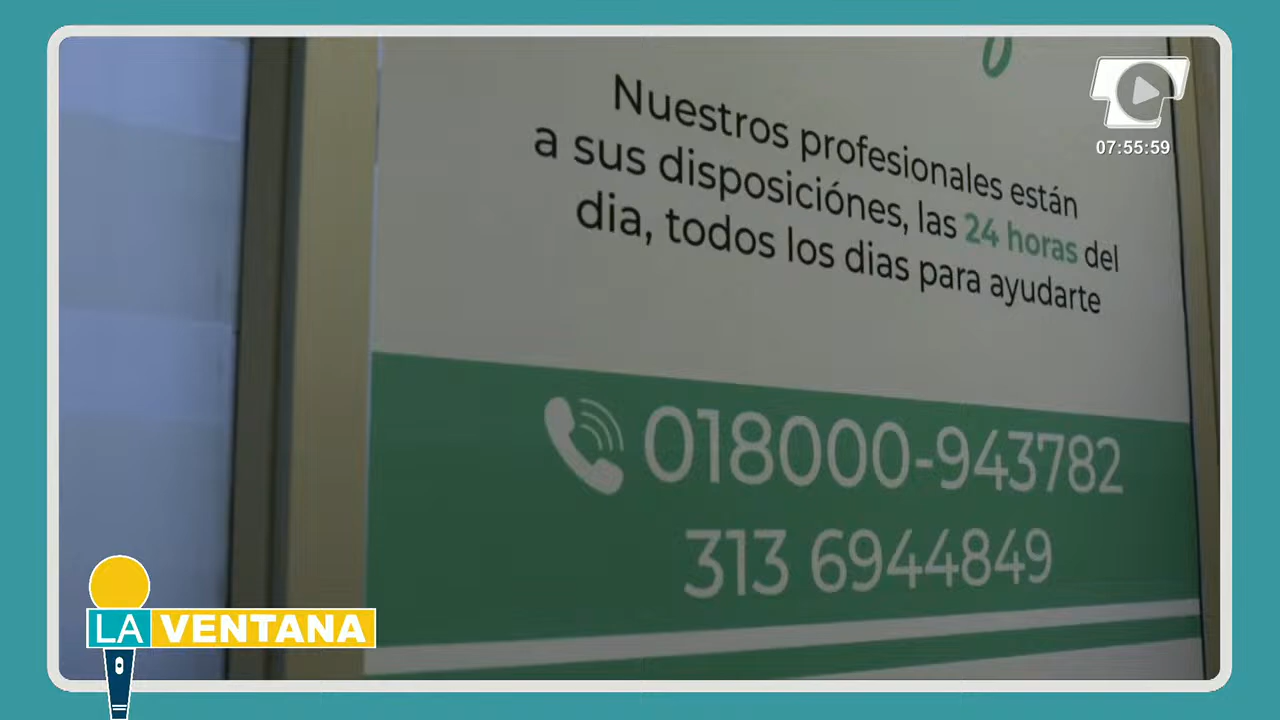 Nuestros profesionales están
a sus disposiciónes, las 24 horas del
dia, todos los dias para ayudarte
018000-943782
313 6944849
07:55:59
LA VENTANA